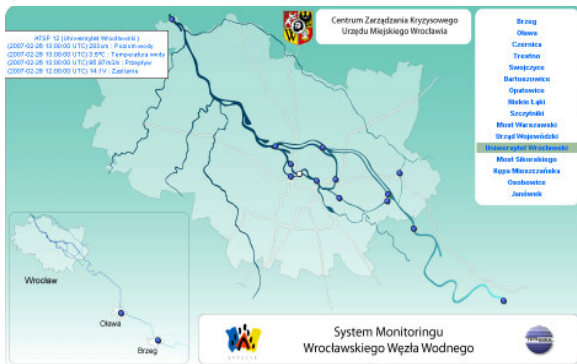 ATSP 12 (Uniwersytet Wrocławski)
(2007-02-26 13:00:00 UTC) : Poziom wody
(2007-02-26 13:00:00 UTC) 3.5°C : Temperatura wody
(2007-02-26 13:00:00 UTC) : Przepływ
(2007-02-26 12:00:00 UTC) 14.1V : Zasilanie
Centrum Zarządzania Kryzysowego
Urzędu Miejskiego Wrocławia
Brzeg
Oława
Czernica
Trestno
Swojczyce
Bartoszowice
Opatowice
Niskie Łąki
Szczytniki
Most Warszawski
Urząd Wojewódzki
Uniwersytet Wrocławski
Most Sikorskiego
Kępa Mieszczańska
Osobowice
Janówek
Wrocław
Oława
Brzeg
System Monitoringu
Wrocławskiego Węzła Wodnego